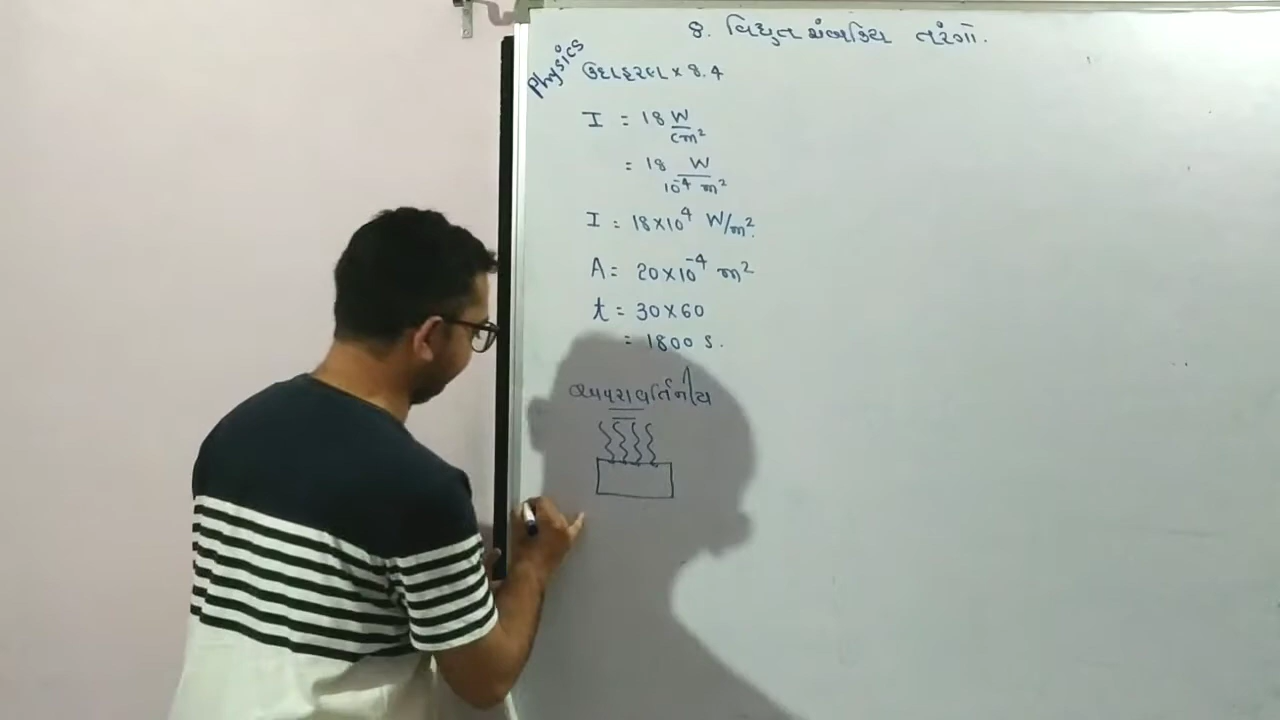 8. વિદ્યુત ચુંબકિય તરંગો.
Physics
ઉદાહરણ × 8.4
I = 18 W/cm²
= 18 W/10⁻⁴ m²
I = 18×10⁴ W/m².
A = 20×10⁻⁴ m²
t = 30×60
= 1800 s.
અપરાવર્તિનીય